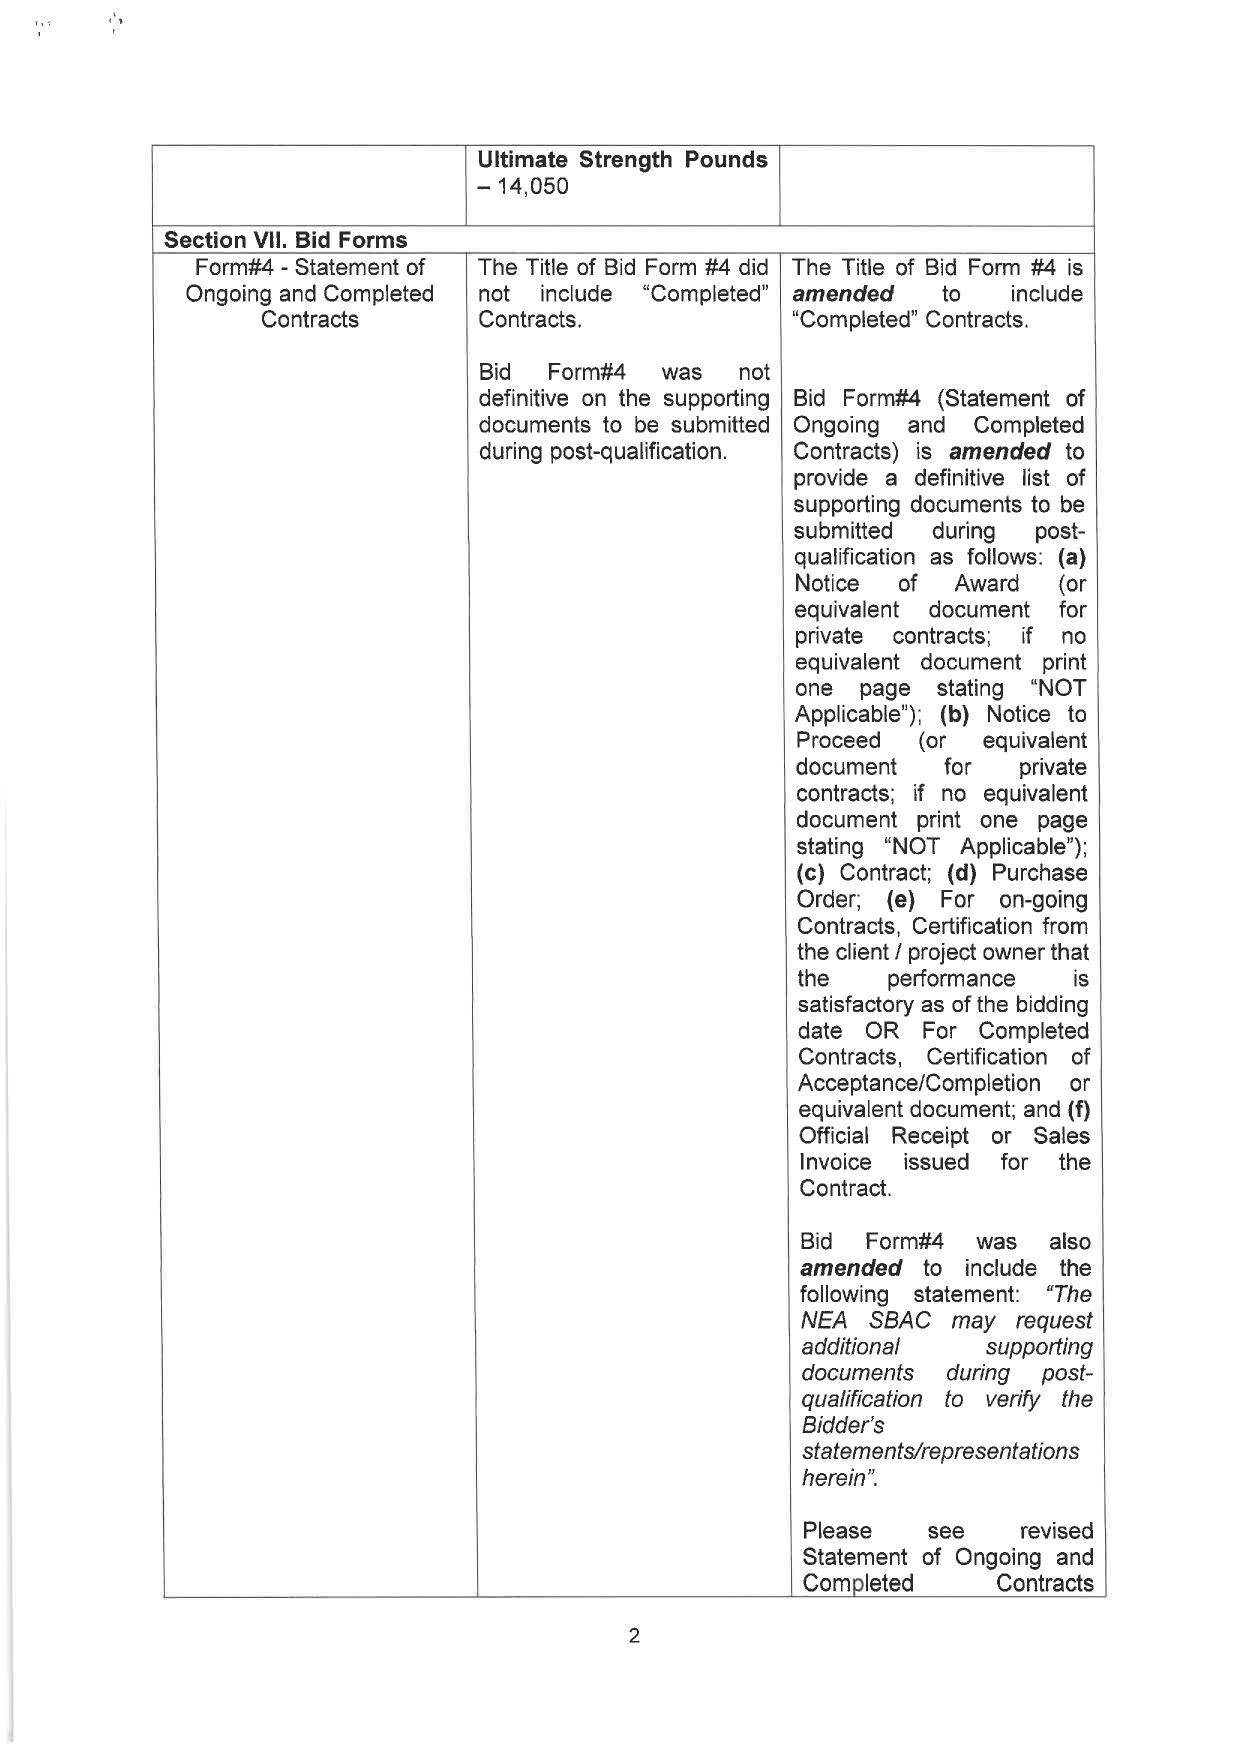 Ultimate Strength Pounds
– 14,050
Section VII. Bid Forms
Form#4 - Statement of
Ongoing and Completed
Contracts
The Title of Bid Form #4 did
not include “Completed”
Contracts.
Bid Form#4 was not
definitive on the supporting
documents to be submitted
during post-qualification.
The Title of Bid Form #4 is
amended to include
“Completed” Contracts.
Bid Form#4 (Statement of
Ongoing and Completed
Contracts) is amended to
provide a definitive list of
supporting documents to be
submitted during post-
qualification as follows: (a)
Notice of Award (or
equivalent document for
private contracts; if no
equivalent document print
one page stating “NOT
Applicable”); (b) Notice to
Proceed (or equivalent
document for private
contracts; if no equivalent
document print one page
stating “NOT Applicable”);
(c) Contract; (d) Purchase
Order; (e) For on-going
Contracts, Certification from
the client / project owner that
the performance is
satisfactory as of the bidding
date OR For Completed
Contracts, Certification of
Acceptance/Completion or
equivalent document; and (f)
Official Receipt or Sales
Invoice issued for the
Contract.
Bid Form#4 was also
amended to include the
following statement: “The
NEA SBAC may request
additional supporting
documents during post-
qualification to verify the
Bidder’s
statements/representations
herein”.
Please see revised
Statement of Ongoing and
Completed Contracts
2